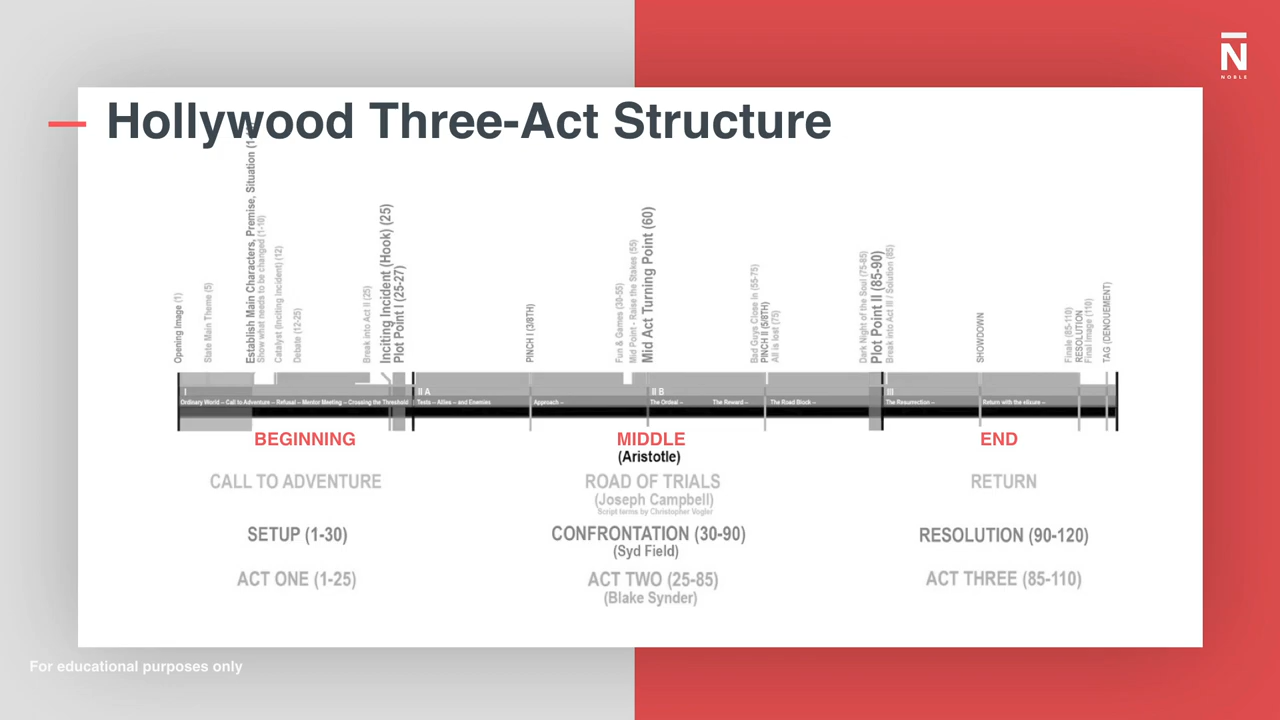 N
NOBLE
Hollywood Three-Act Structure
Opening Image (1)
State Main Theme (5)
Establish Main Characters, Premise, Situation (1
Show what needs to be changed (1-10)
Catalyst (Inciting Incident) (12)
Debate (12-25)
Break into Act II (25)
Inciting Incident (Hook) (25)
Plot Point I (25-27)
PINCH I (3/8TH)
Fun & Games (30-55)
Mid Point - Raise the Stakes (55)
Mid Act Turning Point (60)
Bad Guys Close In (55-75)
PINCH II (5/8TH)
All is lost (75)
Dark Night of the Soul (75-85)
Plot Point II (85-90)
Break into Act III / Solution (85)
SHOWDOWN
Finale (85-110)
RESOLUTION
Final Image (110)
TAG (DENOUEMENT)
I II A II B III
Ordinary World -- Call to Adventure -- Refusal -- Mentor Meeting -- Crossing the Threshold Tests -- Allies -- and Enemies Approach -- The Ordeal -- The Reward -- The Road Block -- The Resurrection -- Return with the elixure --
BEGINNING MIDDLE END
(Aristotle)
CALL TO ADVENTURE ROAD OF TRIALS RETURN
(Joseph Campbell)
Script terms by Christopher Vogler
SETUP (1-30) CONFRONTATION (30-90) RESOLUTION (90-120)
(Syd Field)
ACT ONE (1-25) ACT TWO (25-85) ACT THREE (85-110)
(Blake Synder)
For educational purposes only